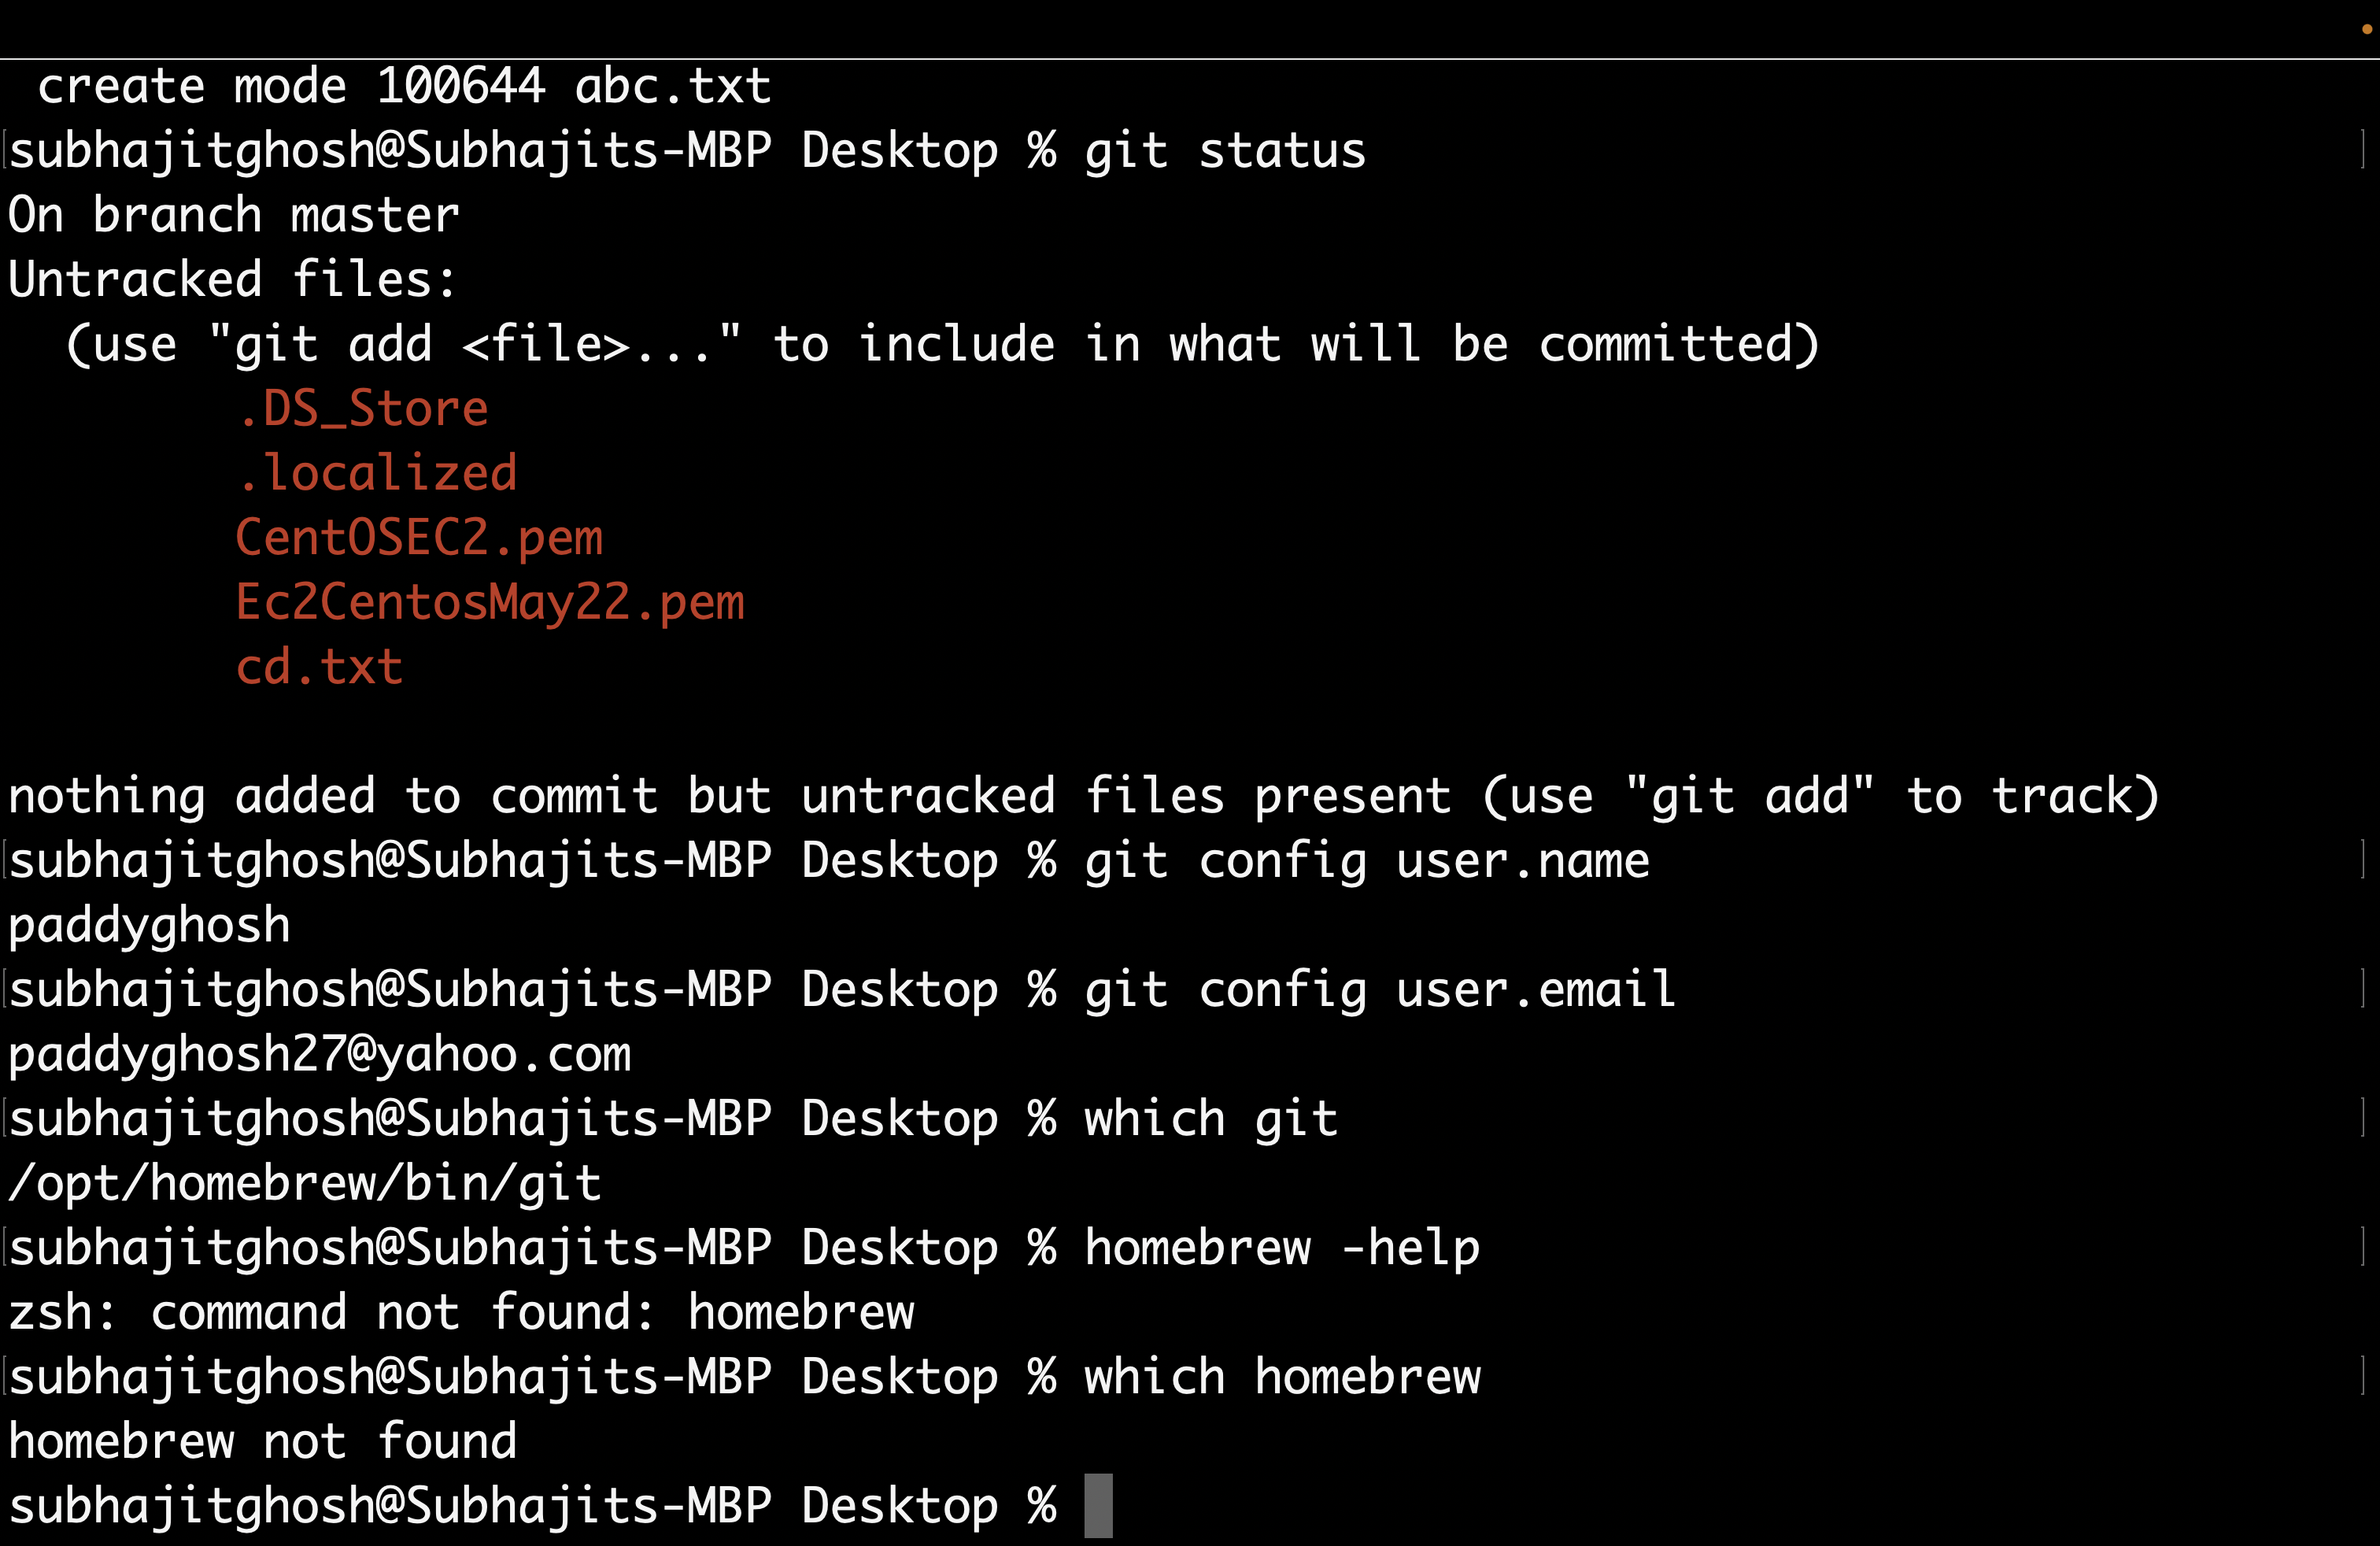 create mode 100644 abc.txt
subhajitghosh@Subhajits-MBP Desktop % git status
On branch master
Untracked files:
  (use "git add <file>..." to include in what will be committed)
        .DS_Store
        .localized
        CentOSEC2.pem
        Ec2CentosMay22.pem
        cd.txt

nothing added to commit but untracked files present (use "git add" to track)
subhajitghosh@Subhajits-MBP Desktop % git config user.name
paddyghosh
subhajitghosh@Subhajits-MBP Desktop % git config user.email
paddyghosh27@yahoo.com
subhajitghosh@Subhajits-MBP Desktop % which git
/opt/homebrew/bin/git
subhajitghosh@Subhajits-MBP Desktop % homebrew -help
zsh: command not found: homebrew
subhajitghosh@Subhajits-MBP Desktop % which homebrew
homebrew not found
subhajitghosh@Subhajits-MBP Desktop %